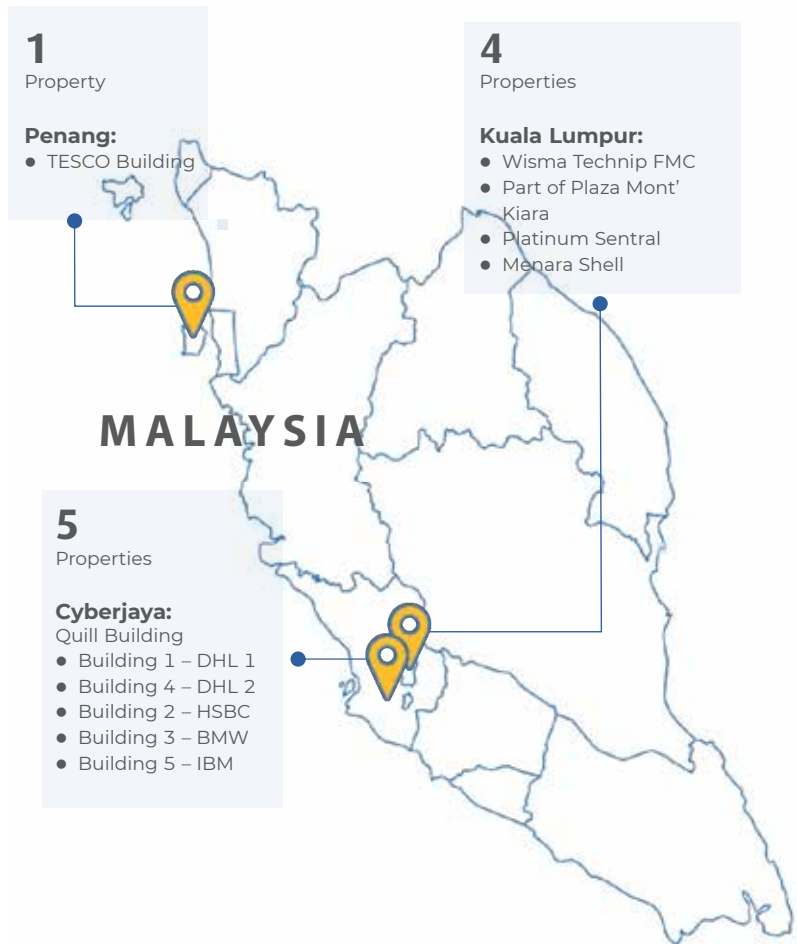 1
Property
Penang:
● TESCO Building
4
Properties
Kuala Lumpur:
● Wisma Technip FMC
● Part of Plaza Mont’
Kiara
● Platinum Sentral
● Menara Shell
MALAYSIA
5
Properties
Cyberjaya:
Quill Building
● Building 1 – DHL 1
● Building 4 – DHL 2
● Building 2 – HSBC
● Building 3 – BMW
● Building 5 – IBM